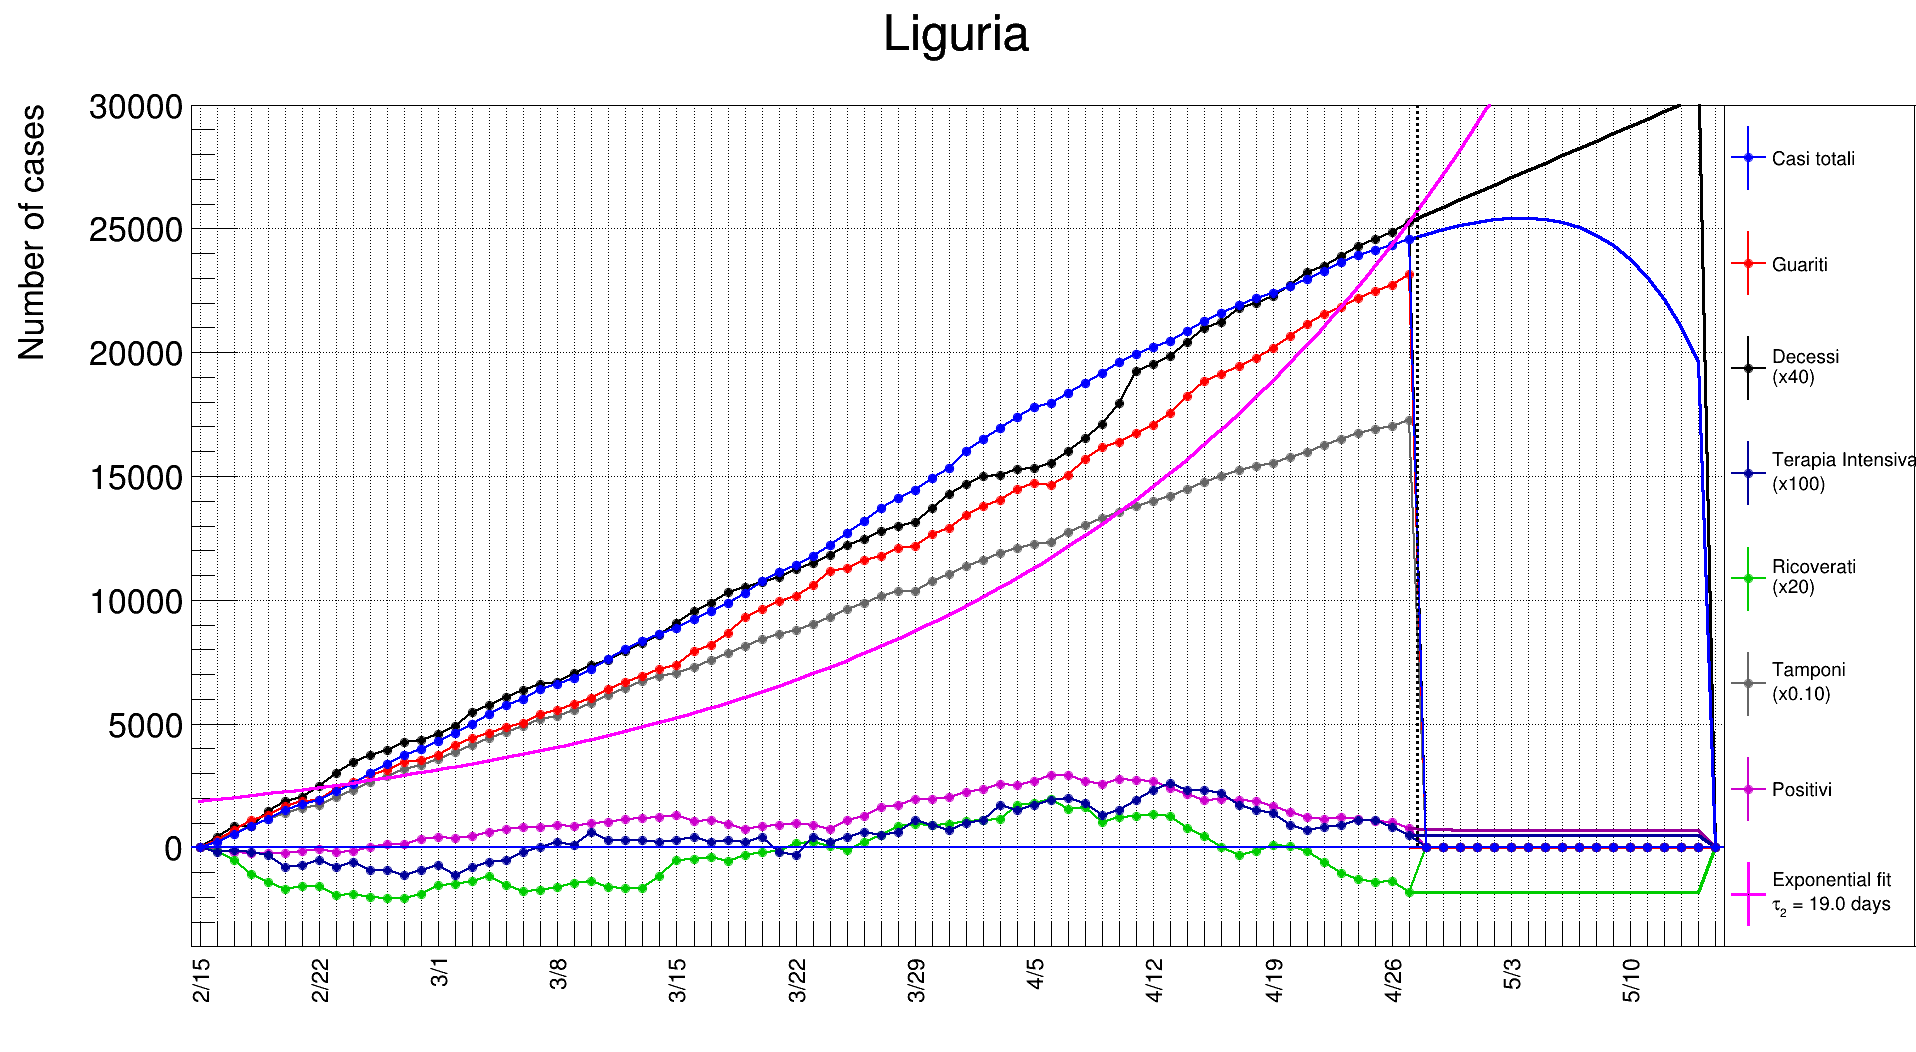 Liguria
Number of cases
30000
25000
20000
15000
10000
5000
0
2/15
2/22
3/1
3/8
3/15
3/22
3/29
4/5
4/12
4/19
4/26
5/3
5/10
Casi totali
Guariti
Decessi
(x40)
Terapia Intensiva
(x100)
Ricoverati
(x20)
Tamponi
(x0.10)
Positivi
Exponential fit
τ2 = 19.0 days